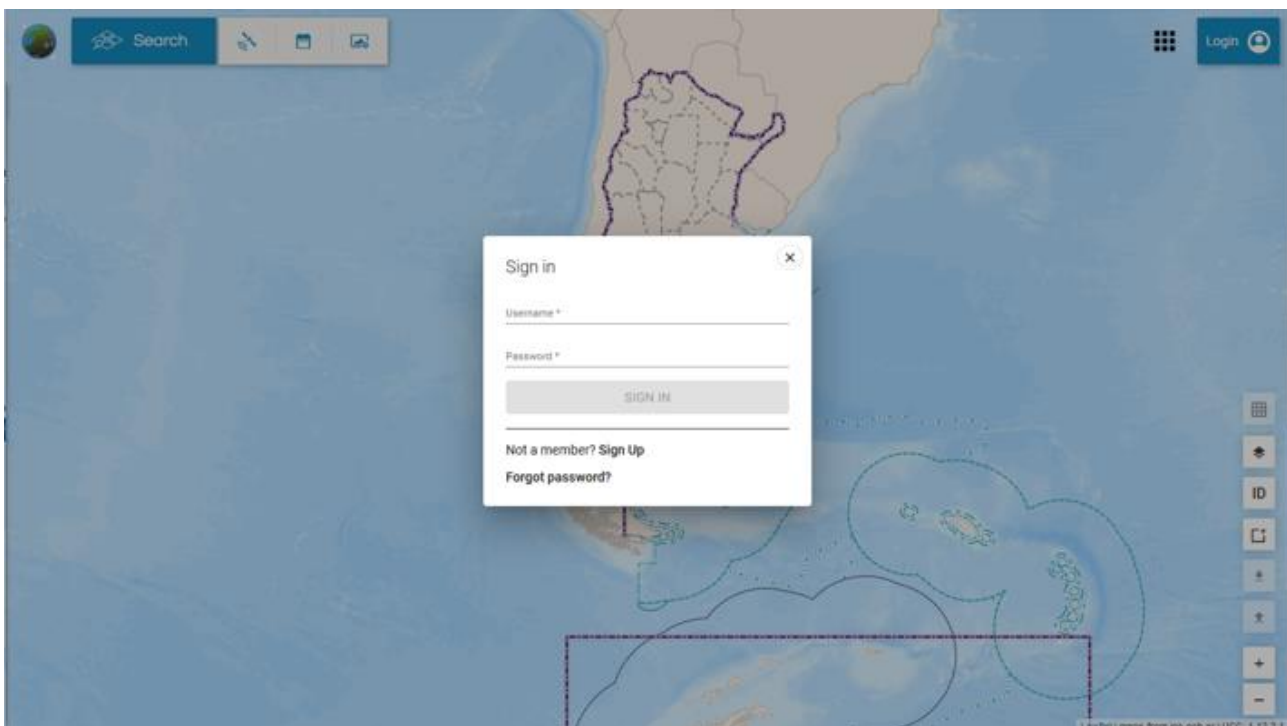 Search
Login
Sign in
Username *
Password *
SIGN IN
Not a member? Sign Up
Forgot password?
ID
+
−